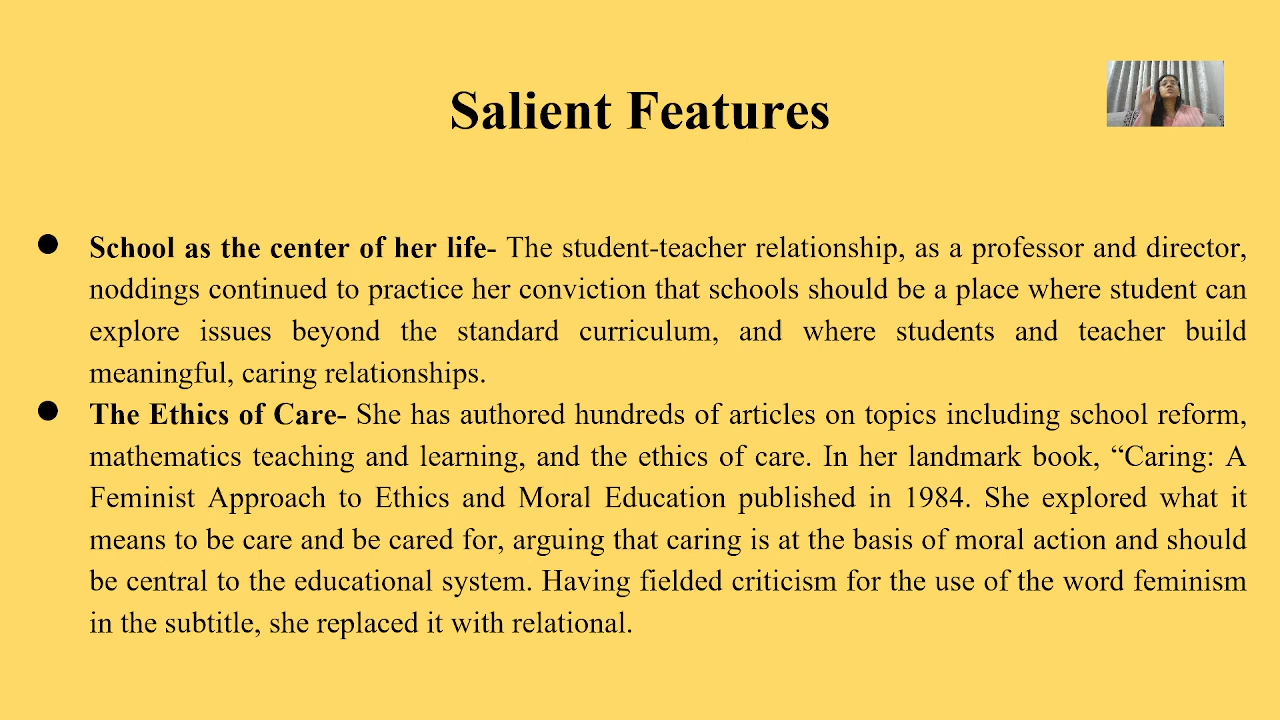 Salient Features
● School as the center of her life- The student-teacher relationship, as a professor and director,
noddings continued to practice her conviction that schools should be a place where student can
explore issues beyond the standard curriculum, and where students and teacher build
meaningful, caring relationships.
● The Ethics of Care- She has authored hundreds of articles on topics including school reform,
mathematics teaching and learning, and the ethics of care. In her landmark book, “Caring: A
Feminist Approach to Ethics and Moral Education published in 1984. She explored what it
means to be care and be cared for, arguing that caring is at the basis of moral action and should
be central to the educational system. Having fielded criticism for the use of the word feminism
in the subtitle, she replaced it with relational.